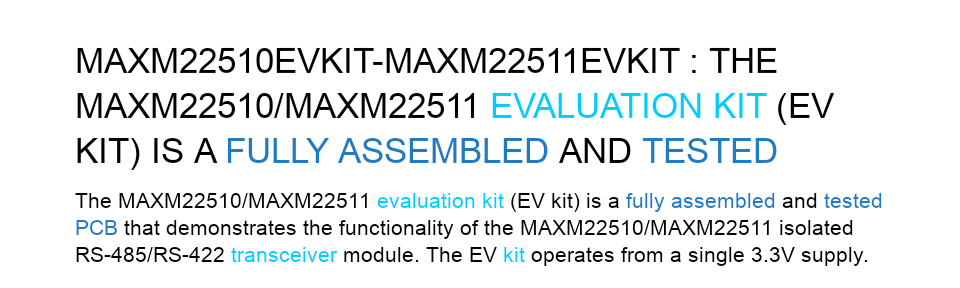 MAXM22510EVKIT-MAXM22511EVKIT : THE
MAXM22510/MAXM22511 EVALUATION KIT (EV
KIT) IS A FULLY ASSEMBLED AND TESTED
The MAXM22510/MAXM22511 evaluation kit (EV kit) is a fully assembled and tested
PCB that demonstrates the functionality of the MAXM22510/MAXM22511 isolated
RS-485/RS-422 transceiver module. The EV kit operates from a single 3.3V supply.